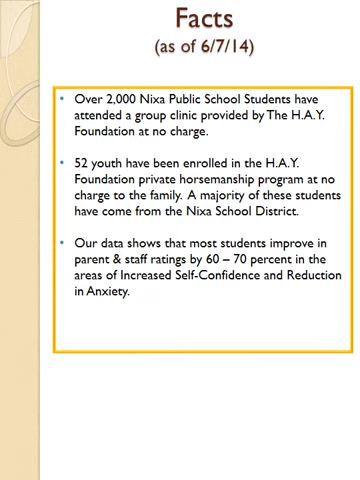 Facts
(as of 6/7/14)
• Over 2,000 Nixa Public School Students have
attended a group clinic provided by The H.A.Y.
Foundation at no charge.
• 52 youth have been enrolled in the H.A.Y.
Foundation private horsemanship program at no
charge to the family. A majority of these students
have come from the Nixa School District.
• Our data shows that most students improve in
parent & staff ratings by 60 – 70 percent in the
areas of Increased Self-Confidence and Reduction
in Anxiety.